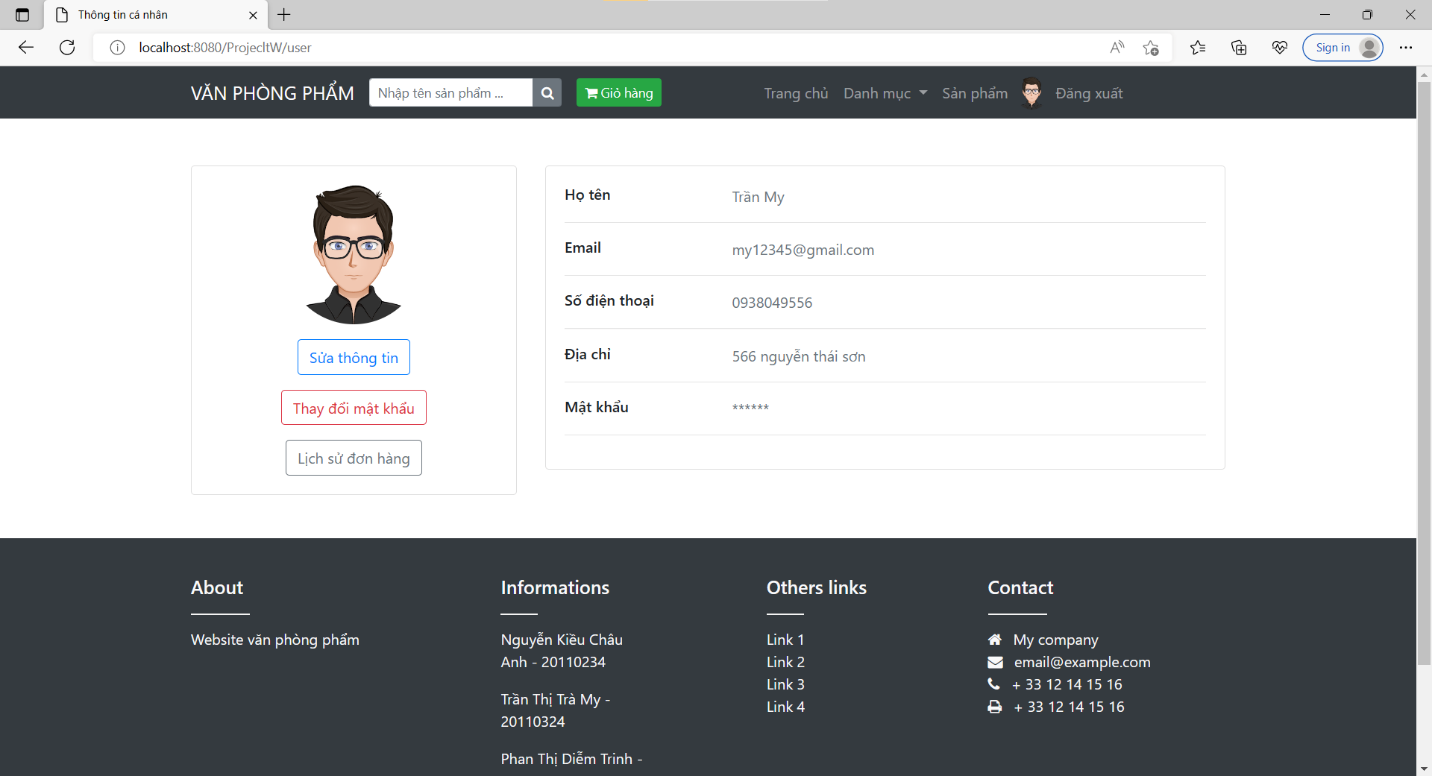 Thông tin cá nhân
localhost:8080/ProjecltW/user
Sign in
VĂN PHÒNG PHẨM
Nhập tên sản phẩm ...
Giỏ hàng
Trang chủ
Danh mục
Sản phẩm
Đăng xuất
Sửa thông tin
Thay đổi mật khẩu
Lịch sử đơn hàng
Họ tên Trần My
Email my12345@gmail.com
Số điện thoại 0938049556
Địa chỉ 566 nguyễn thái sơn
Mật khẩu ******
About
Website văn phòng phẩm
Informations
Nguyễn Kiều Châu
Anh - 20110234
Trần Thị Trà My -
20110324
Phan Thị Diễm Trinh -
Others links
Link 1
Link 2
Link 3
Link 4
Contact
My company
email@example.com
+ 33 12 14 15 16
+ 33 12 14 15 16